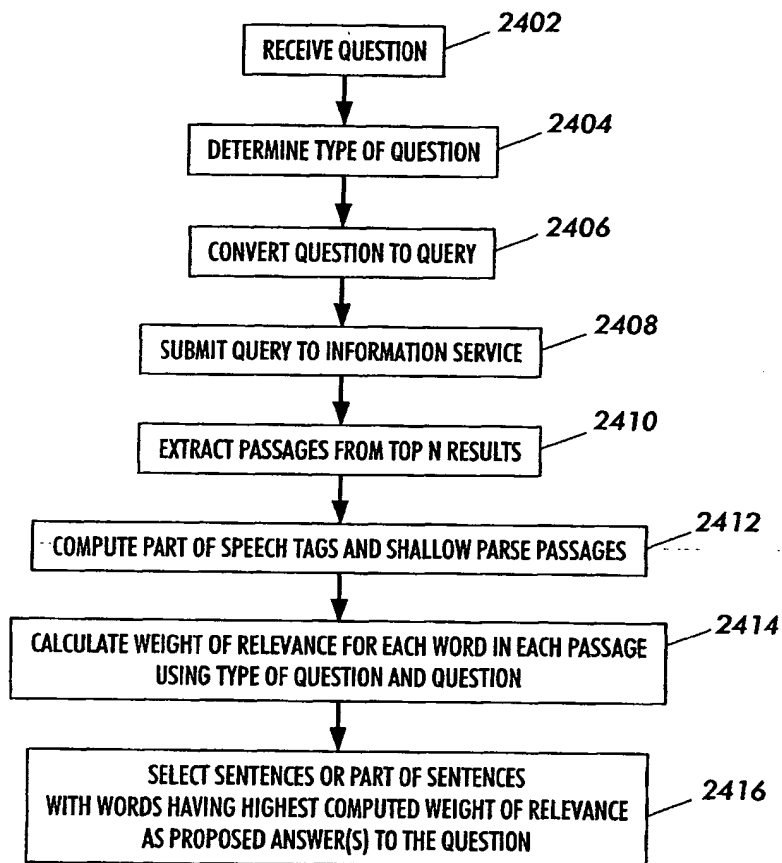 2402
RECEIVE QUESTION
2404
DETERMINE TYPE OF QUESTION
2406
CONVERT QUESTION TO QUERY
2408
SUBMIT QUERY TO INFORMATION SERVICE
2410
EXTRACT PASSAGES FROM TOP N RESULTS
2412
COMPUTE PART OF SPEECH TAGS AND SHALLOW PARSE PASSAGES
2414
CALCULATE WEIGHT OF RELEVANCE FOR EACH WORD IN EACH PASSAGE
USING TYPE OF QUESTION AND QUESTION
SELECT SENTENCES OR PART OF SENTENCES
WITH WORDS HAVING HIGHEST COMPUTED WEIGHT OF RELEVANCE
2416
AS PROPOSED ANSWER(S) TO THE QUESTION